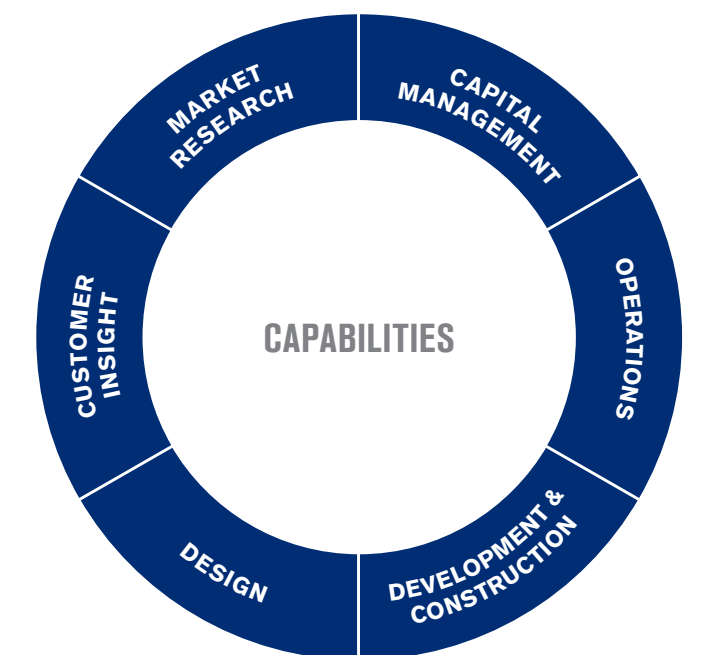 MARKET
RESEARCH
CAPITAL
MANAGEMENT
OPERATIONS
DEVELOPMENT &
CONSTRUCTION
DESIGN
CUSTOMER
INSIGHT
CAPABILITIES